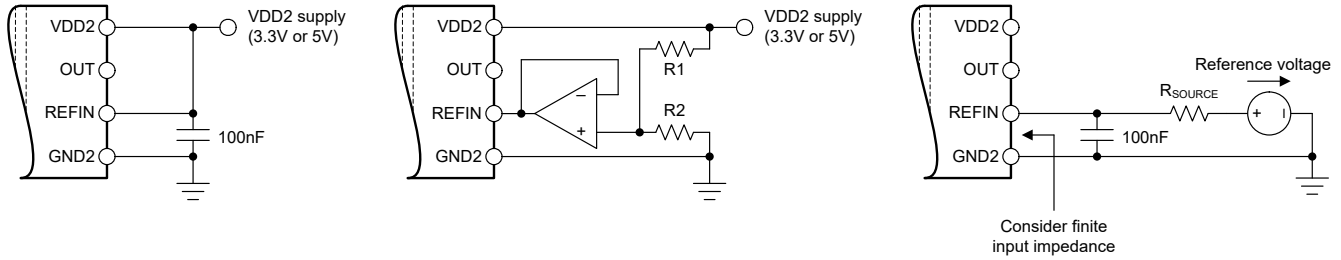 VDD2
OUT
REFIN
GND2
VDD2 supply
(3.3V or 5V)
100nF
VDD2
OUT
REFIN
GND2
–
+
R1
R2
VDD2 supply
(3.3V or 5V)
VDD2
OUT
REFIN
GND2
100nF
RSOURCE
Reference voltage
+ –
Consider finite
input impedance